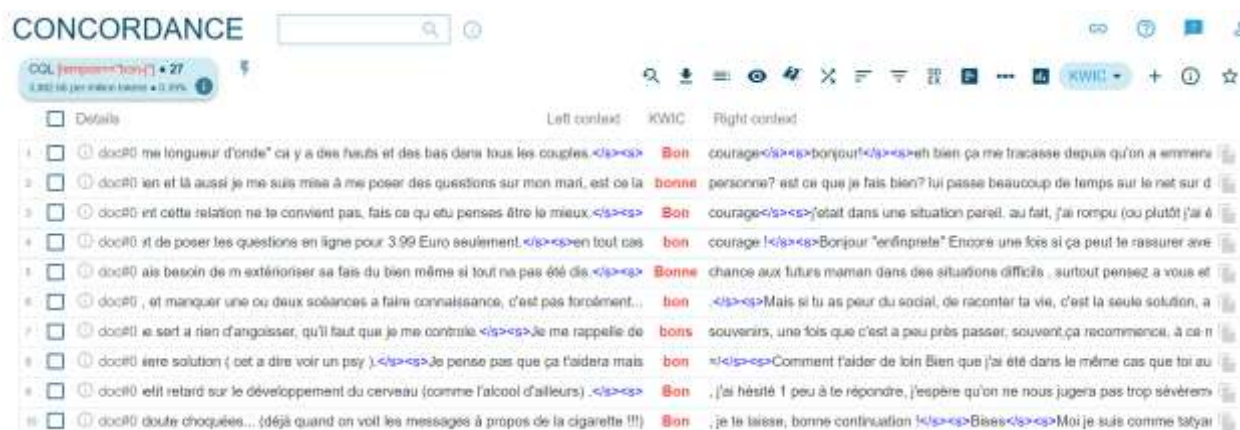 CONCORDANCE
CQL • 27
Details Left context KWIC Right context
1 doc#0 me longueur d'onde" ca y a des hauts et des bas dans tous les couples.</s><s> Bon courage</s><s>bonjour!</s><s>eh bien ça me tracasse depuis qu'on a emmené
2 doc#0 ien et là aussi je me suis mise à me poser des questions sur mon mari, est ce la bonne personne? est ce que je fais bien? lui passe beaucoup de temps sur le net sur d
3 doc#0 int cette relation ne te convient pas, fais ce qu etu penses être le mieux.</s><s> Bon courage</s><s>j'etait dans une situation pareil. au fait, j'ai rompu (ou plutôt j'ai é
4 doc#0 xt de poser tes questions en ligne pour 3.99 Euro seulement.</s><s>en tout cas bon courage !</s><s>Bonjour "enfinprete" Encore une fois si ça peut te rassurer ave
5 doc#0 ais besoin de m extérioriser sa fais du bien même si tout na pas été dis.</s><s> Bonne chance aux futurs maman dans des situations difficils , surtout pensez a vous et
6 doc#0 , et manquer une ou deux scéances a faire connaissance, c'est pas forcément... bon .</s><s>Mais si tu as peur du social, de raconter ta vie, c'est la seule solution, a
7 doc#0 e sert a rien d'angoisser, qu'il faut que je me controle.</s><s>Je me rappelle de bons souvenirs, une fois que c'est a peu près passer, souvent ça recommence, à ce n
8 doc#0 iere solution ( cet a dire voir un psy ).</s><s>Je pense pas que ça t'aidera mais bon =/</s><s>Comment t'aider de loin Bien que j'ai été dans le même cas que toi au
9 doc#0 etit retard sur le développement du cerveau (comme l'alcool d'ailleurs) .</s><s> Bon , j'ai hésité 1 peu à te répondre, j'espère qu'on ne nous jugera pas trop sévèrem
10 doc#0 doute choquées... (déjà quand on voit les messages à propos de la cigarette !!!) Bon , je te laisse, bonne continuation !</s><s>Bises</s><s>Moi je suis comme tatyan